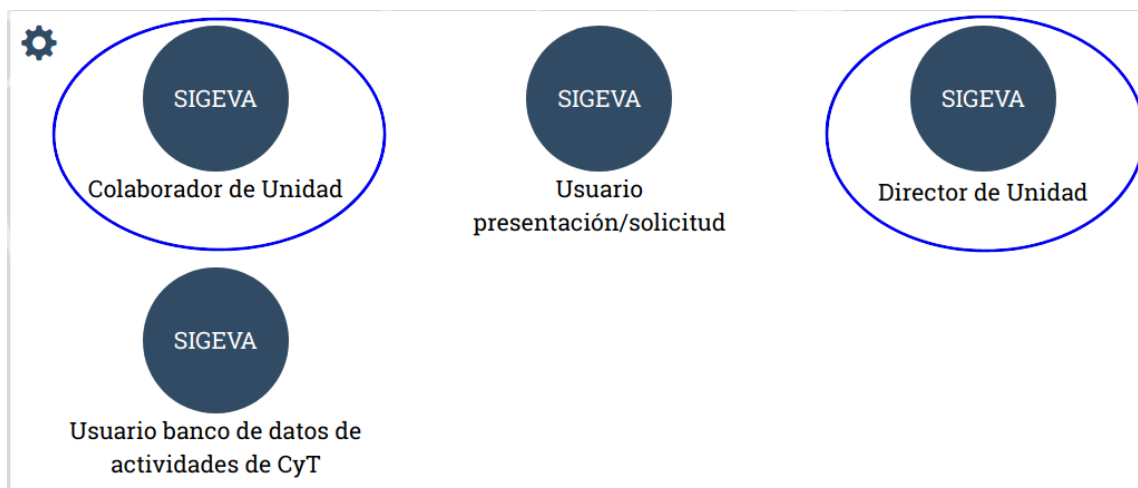 SIGEVA
Colaborador de Unidad
SIGEVA
Usuario
presentación/solicitud
SIGEVA
Director de Unidad
SIGEVA
Usuario banco de datos de
actividades de CyT